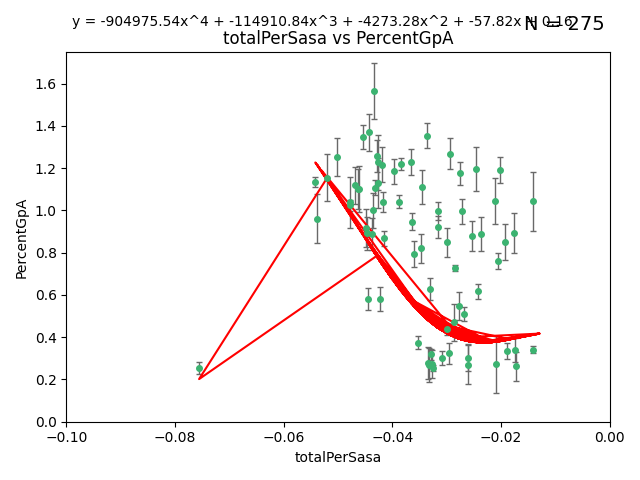 y = -904975.54x^4 + -114910.84x^3 + -4273.28x^2 + -57.82x + 0.16
N = 275
totalPerSasa vs PercentGpA
PercentGpA
1.6
1.4
1.2
1.0
0.8
0.6
0.4
0.2
0.0
-0.10 -0.08 -0.06 -0.04 -0.02 0.00
totalPerSasa